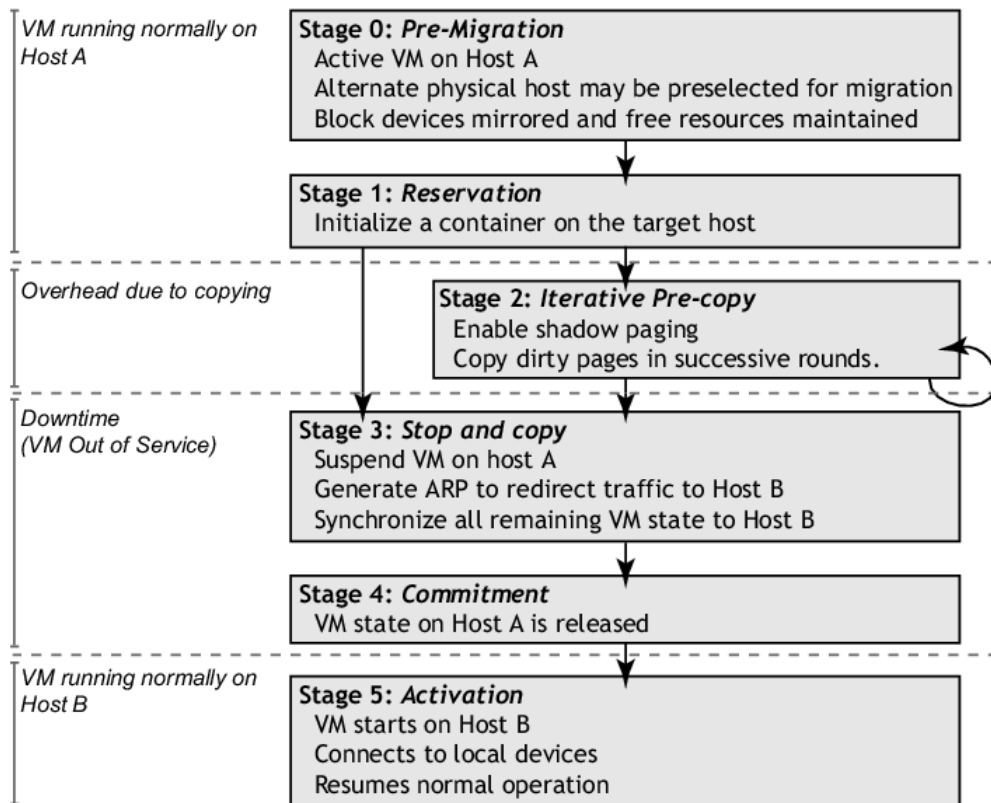 VM running normally on
Host A
Stage 0: Pre-Migration
Active VM on Host A
Alternate physical host may be preselected for migration
Block devices mirrored and free resources maintained
Stage 1: Reservation
Initialize a container on the target host
Overhead due to copying
Stage 2: Iterative Pre-copy
Enable shadow paging
Copy dirty pages in successive rounds.
Downtime
(VM Out of Service)
Stage 3: Stop and copy
Suspend VM on host A
Generate ARP to redirect traffic to Host B
Synchronize all remaining VM state to Host B
Stage 4: Commitment
VM state on Host A is released
VM running normally on
Host B
Stage 5: Activation
VM starts on Host B
Connects to local devices
Resumes normal operation